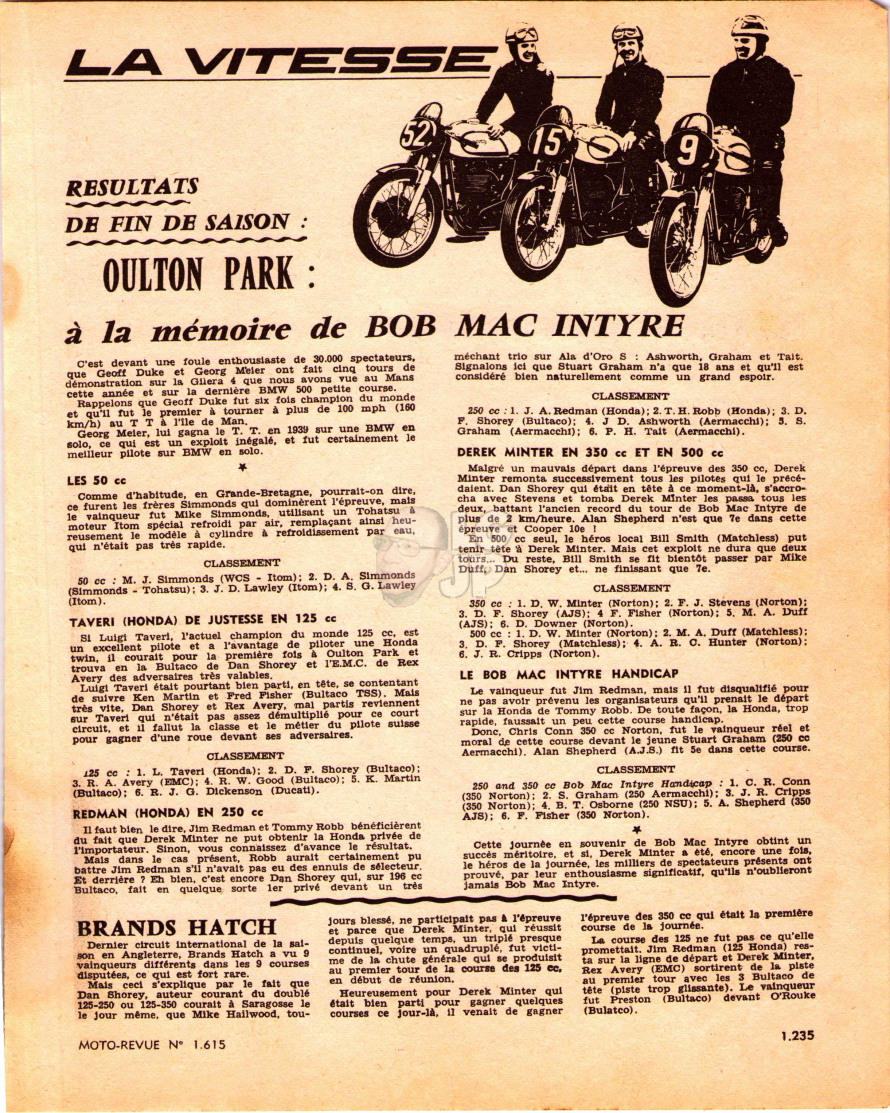 LA VITESSE
52
15
9
RESULTATS
DE FIN DE SAISON :
OULTON PARK :
à la mémoire de BOB MAC INTYRE
C'est devant une foule enthousiaste de 30.000 spectateurs,
que Geoff Duke et Georg Meier ont fait cinq tours de
démonstration sur la Gilera 4 que nous avons vue au Mans
cette année et sur la dernière BMW 500 petite course.
Rappelons que Geoff Duke fut six fois champion du monde
et qu'il fut le premier à tourner à plus de 100 mph (160
km/h) au T T à l'Ile de Man.
Georg Meier, lui gagna le T. T. en 1939 sur une BMW en
solo, ce qui est un exploit inégalé, et fut certainement le
meilleur pilote sur BMW en solo.
LES 50 cc
Comme d'habitude, en Grande-Bretagne, pourrait-on dire,
ce furent les frères Simmonds qui dominèrent l'épreuve, mais
le vainqueur fut Mike Simmonds, utilisant un Tohatsu à
moteur Itom spécial refroidi par air, remplaçant ainsi heu-
reusement le modèle à cylindre à refroidissement par eau,
qui n'était pas très rapide.
CLASSEMENT
50 cc : M. J. Simmonds (WCS - Itom); 2. D. A. Simmonds
(Simmonds - Tohatsu); 3. J. D. Lawley (Itom); 4. S. G. Lawley
(Itom).
TAVERI (HONDA) DE JUSTESSE EN 125 cc
Si Luigi Taveri, l'actuel champion du monde 125 cc, est
un excellent pilote et a l'avantage de piloter une Honda
twin, il courait pour la première fois à Oulton Park et
trouva en la Bultaco de Dan Shorey et l'E.M.C. de Rex
Avery des adversaires très valables.
Luigi Taveri était pourtant bien parti, en tête, se contentant
de suivre Ken Martin et Fred Fisher (Bultaco TSS). Mais
très vite, Dan Shorey et Rex Avery, mal partis reviennent
sur Taveri qui n'était pas assez démultiplié pour ce court
circuit, et il fallut la classe et le métier du pilote suisse
pour gagner d'une roue devant ses adversaires.
CLASSEMENT
125 cc : 1. L. Taveri (Honda); 2. D. F. Shorey (Bultaco);
3. R. A. Avery (EMC); 4. R. W. Good (Bultaco); 5. K. Martin
(Bultaco); 6. R. J. G. Dickenson (Ducati).
REDMAN (HONDA) EN 250 cc
Il faut bien le dire, Jim Redman et Tommy Robb bénéficièrent
du fait que Derek Minter ne put obtenir la Honda privée de
l'importateur. Sinon, vous connaissez d'avance le résultat.
Mais dans le cas présent, Robb aurait certainement pu
battre Jim Redman s'il n'avait pas eu des ennuis de sélecteur.
Et derrière ? Eh bien, c'est encore Dan Shorey qui, sur 196 cc
Bultaco, fait en quelque sorte 1er privé devant un très
méchant trio sur Ala d'Oro S : Ashworth, Graham et Tait.
Signalons ici que Stuart Graham n'a que 18 ans et qu'il est
considéré bien naturellement comme un grand espoir.
CLASSEMENT
250 cc : 1. J. A. Redman (Honda); 2. T. H. Robb (Honda); 3. D.
F. Shorey (Bultaco); 4. J D. Ashworth (Aermacchi); 5. S.
Graham (Aermacchi); 6. P. H. Tait (Aermacchi).
DEREK MINTER EN 350 cc ET EN 500 cc
Malgré un mauvais départ dans l'épreuve des 350 cc, Derek
Minter remonta successivement tous les pilotes qui le précé-
daient. Dan Shorey qui était en tête à ce moment-là, s'accro-
cha avec Stevens et tomba Derek Minter les passa tous les
deux, battant l'ancien record du tour de Bob Mac Intyre de
plus de 2 km/heure. Alan Shepherd n'est que 7e dans cette
épreuve et Cooper 10e !
En 500 cc seul, le héros local Bill Smith (Matchless) put
tenir tête à Derek Minter. Mais cet exploit ne dura que deux
tours... Du reste, Bill Smith se fit bientôt passer par Mike
Duff, Dan Shorey et... ne finissant que 7e.
CLASSEMENT
350 cc : 1. D. W. Minter (Norton); 2. F. J. Stevens (Norton);
3. D. F. Shorey (AJS); 4 F. Fisher (Norton); 5. M. A. Duff
(AJS); 6. D. Downer (Norton).
500 cc : 1. D. W. Minter (Norton); 2. M. A. Duff (Matchless);
3. D. F. Shorey (Matchless); 4. A. R. C. Hunter (Norton);
6. J. R. Cripps (Norton).
LE BOB MAC INTYRE HANDICAP
Le vainqueur fut Jim Redman, mais il fut disqualifié pour
ne pas avoir prévenu les organisateurs qu'il prenait le départ
sur la Honda de Tommy Robb. De toute façon, la Honda, trop
rapide, faussait un peu cette course handicap.
Donc, Chris Conn 350 cc Norton, fut le vainqueur réel et
moral de cette course devant le jeune Stuart Graham (250 cc
Aermacchi). Alan Shepherd (A.J.S.) fit 5e dans cette course.
CLASSEMENT
250 and 350 cc Bob Mac Intyre Handicap : 1. C. R. Conn
(350 Norton); 2. S. Graham (250 Aermacchi); 3. J. R. Cripps
(350 Norton); 4. B. T. Osborne (250 NSU); 5. A. Shepherd (350
AJS); 6. F. Fisher (350 Norton).
Cette journée en souvenir de Bob Mac Intyre obtint un
succès méritoire, et si, Derek Minter a été, encore une fois,
le héros de la journée, les milliers de spectateurs présents ont
prouvé, par leur enthousiasme significatif, qu'ils n'oublieront
jamais Bob Mac Intyre.
BRANDS HATCH
Dernier circuit international de la sai-
son en Angleterre, Brands Hatch a vu 9
vainqueurs différents dans les 9 courses
disputées, ce qui est fort rare.
Mais ceci s'explique par le fait que
Dan Shorey, auteur courant du doublé
125-250 ou 125-350 courait à Saragosse le
le jour même, que Mike Hailwood, tou-
jours blessé, ne participait pas à l'épreuve
et parce que Derek Minter, qui réussit
depuis quelque temps, un triplé presque
continuel, voire un quadruplé, fut victi-
me de la chute générale qui se produisit
au premier tour de la course des 125 cc,
en début de réunion.
Heureusement pour Derek Minter qui
était bien parti pour gagner quelques
courses ce jour-là, il venait de gagner
l'épreuve des 350 cc qui était la première
course de la journée.
La course des 125 ne fut pas ce qu'elle
promettait. Jim Redman (125 Honda) res-
ta sur la ligne de départ et Derek Minter,
Rex Avery (EMC) sortirent de la piste
au premier tour avec les 3 Bultaco de
tête (piste trop glissante). Le vainqueur
fut Preston (Bultaco) devant O'Rouke
(Bulatco).
MOTO-REVUE N° 1.615
1.235
JP